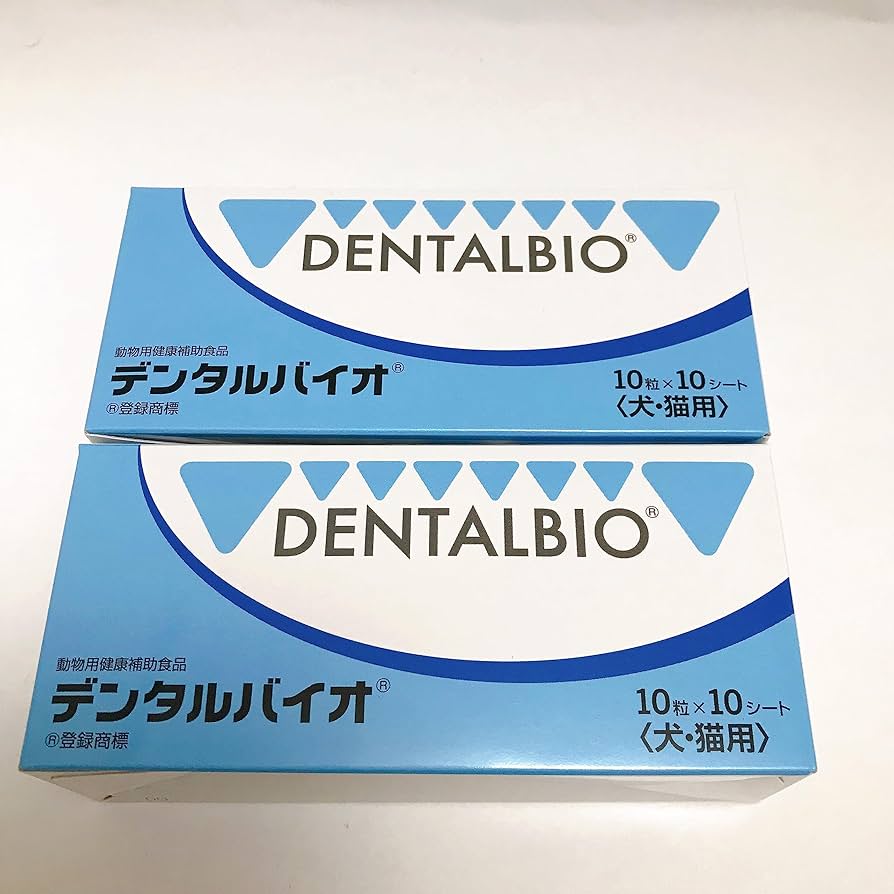 DENTALBIO®
動物用健康補助食品
デンタルバイオ®
®登録商標
10粒×10シート
〈犬・猫用〉
DENTALBIO®
動物用健康補助食品
デンタルバイオ®
®登録商標
10粒×10シート
〈犬・猫用〉